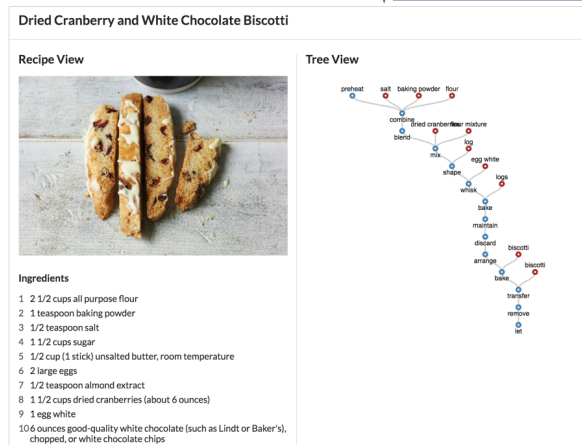 Dried Cranberry and White Chocolate Biscotti
Recipe View
Tree View
preheat salt baking powder flour
combine
dried cranberries flour mixture
blend
log
mix
egg white
shape
logs
whisk
bake
maintain
discard
biscotti
arrange
biscotti
bake
transfer
remove
let
Ingredients
1 2 1/2 cups all purpose flour
2 1 teaspoon baking powder
3 1/2 teaspoon salt
4 1 1/2 cups sugar
5 1/2 cup (1 stick) unsalted butter, room temperature
6 2 large eggs
7 1/2 teaspoon almond extract
8 1 1/2 cups dried cranberries (about 6 ounces)
9 1 egg white
10 6 ounces good-quality white chocolate (such as Lindt or Baker's),
chopped, or white chocolate chips